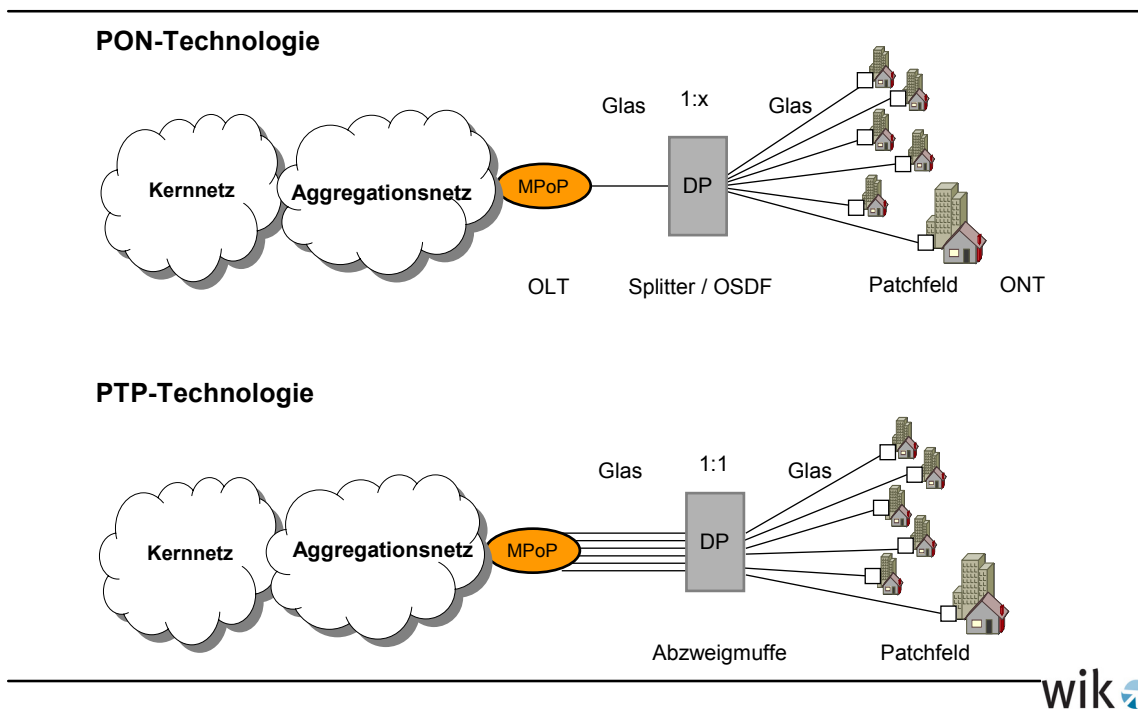 PON-Technologie
Glas 1:x Glas
Kernnetz Aggregationsnetz MPoP DP
OLT Splitter / OSDF Patchfeld ONT
PTP-Technologie
Glas 1:1 Glas
Kernnetz Aggregationsnetz MPoP DP
Abzweigmuffe Patchfeld
wik